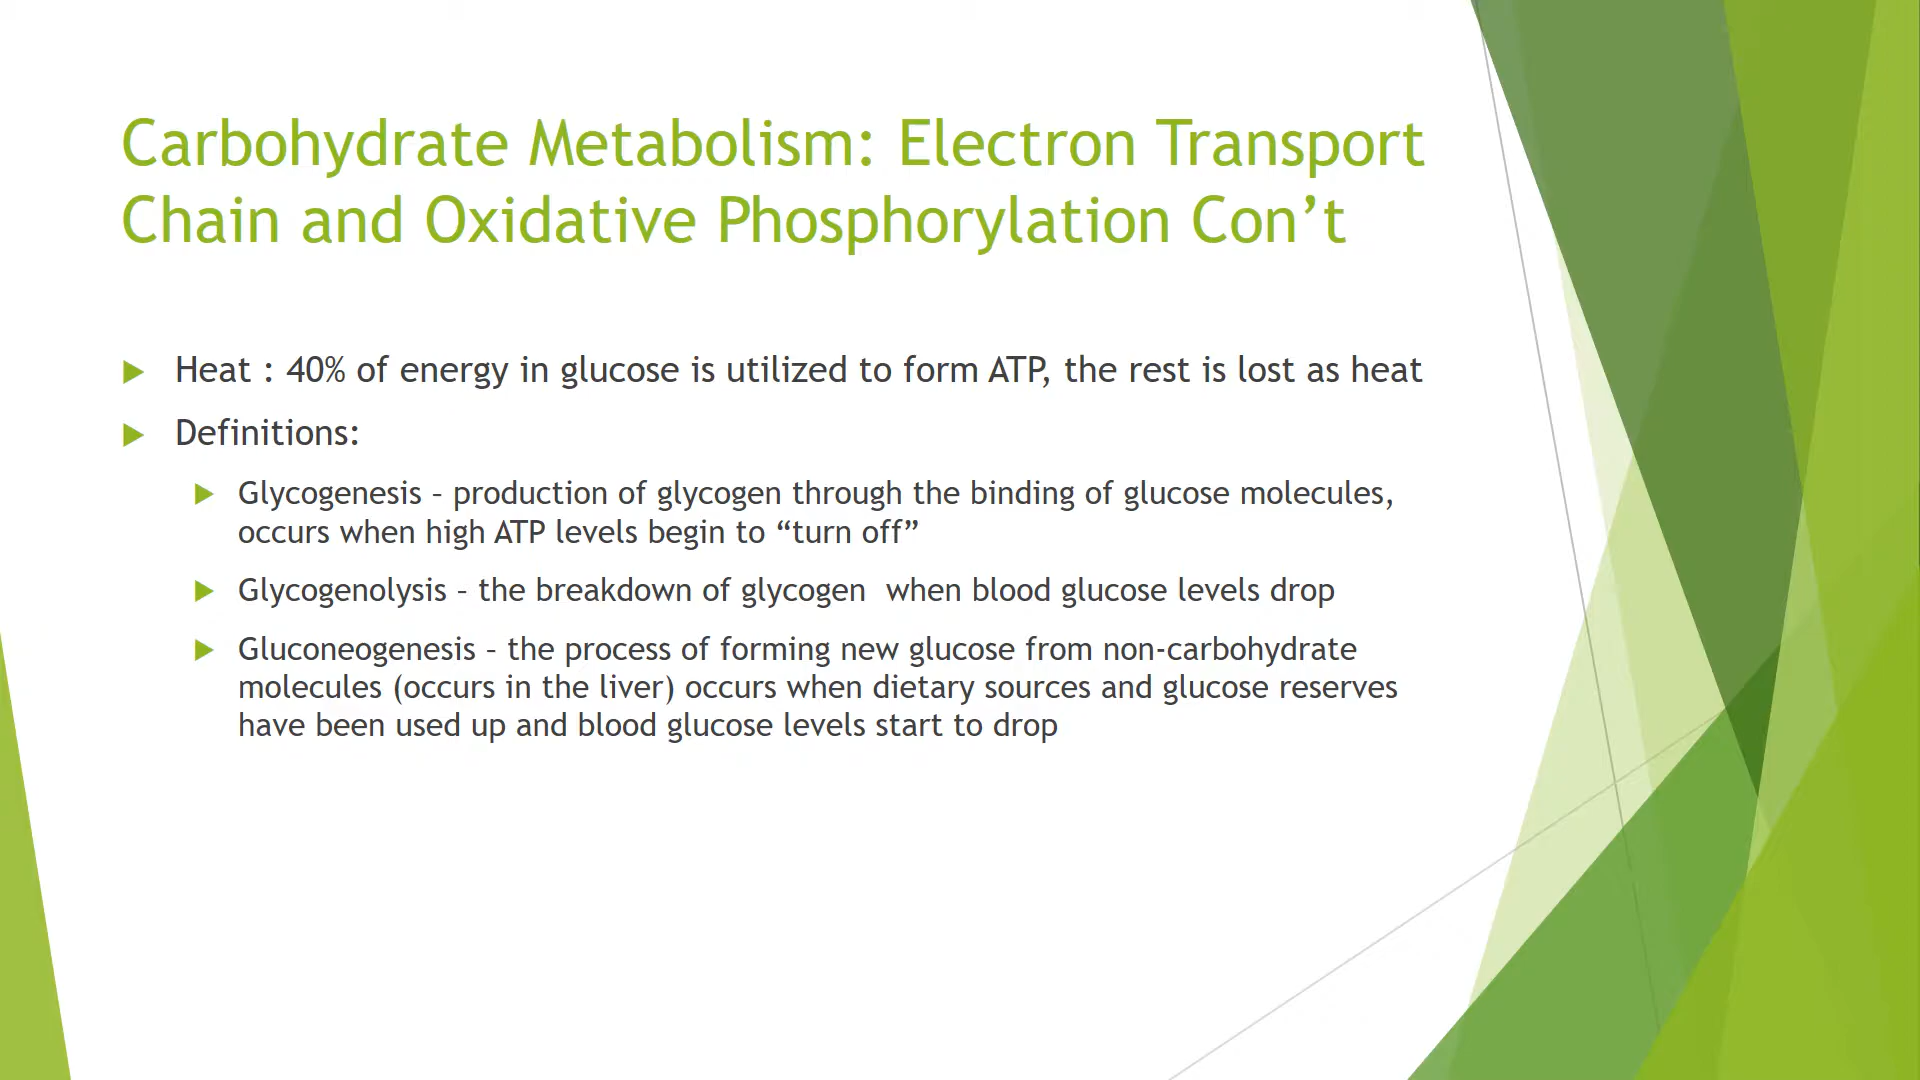 Carbohydrate Metabolism: Electron Transport
Chain and Oxidative Phosphorylation Con’t
Heat : 40% of energy in glucose is utilized to form ATP, the rest is lost as heat
Definitions:
Glycogenesis – production of glycogen through the binding of glucose molecules,
occurs when high ATP levels begin to “turn off”
Glycogenolysis – the breakdown of glycogen  when blood glucose levels drop
Gluconeogenesis – the process of forming new glucose from non-carbohydrate
molecules (occurs in the liver) occurs when dietary sources and glucose reserves
have been used up and blood glucose levels start to drop